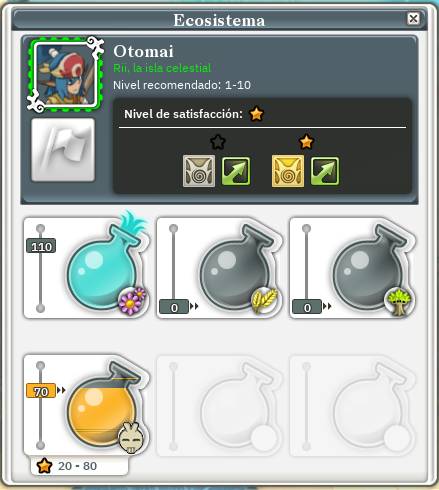 Ecosistema
Otomai
Rii, la isla celestial
Nivel recomendado: 1-10
Nivel de satisfacción:
110
0
0
70
20 - 80